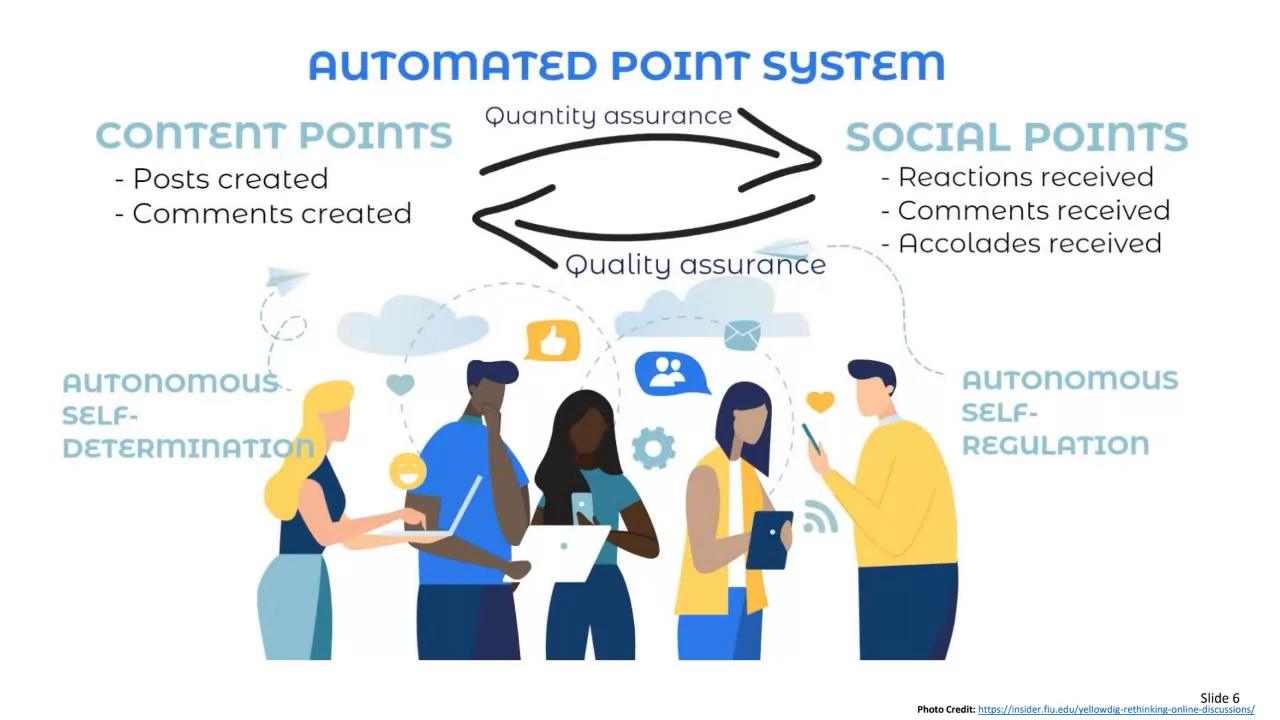 AUTOMATED POINT SYSTEM
Quantity assurance
CONTENT POINTS
- Posts created
- Comments created
SOCIAL POINTS
- Reactions received
- Comments received
- Accolades received
Quality assurance
AUTONOMOUS
SELF-
DETERMINATION
AUTONOMOUS
SELF-
REGULATION
Slide 6
Photo Credit: https://insider.fiu.edu/yellowdig-rethinking-online-discussions/